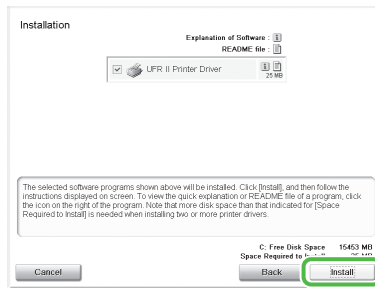 Installation
Explanation of Software :
README file :
UFR II Printer Driver
25 MB
The selected software programs shown above will be installed. Click [Install], and then follow the
instructions displayed on screen. To view the quick explanation or README file of a program, click
the icon on the right of the program. Note that more disk space than that indicated for [Space
Required to Install] is needed when installing two or more printer drivers.
C: Free Disk Space 15453 MB
Space Required to
Cancel
Back
Install